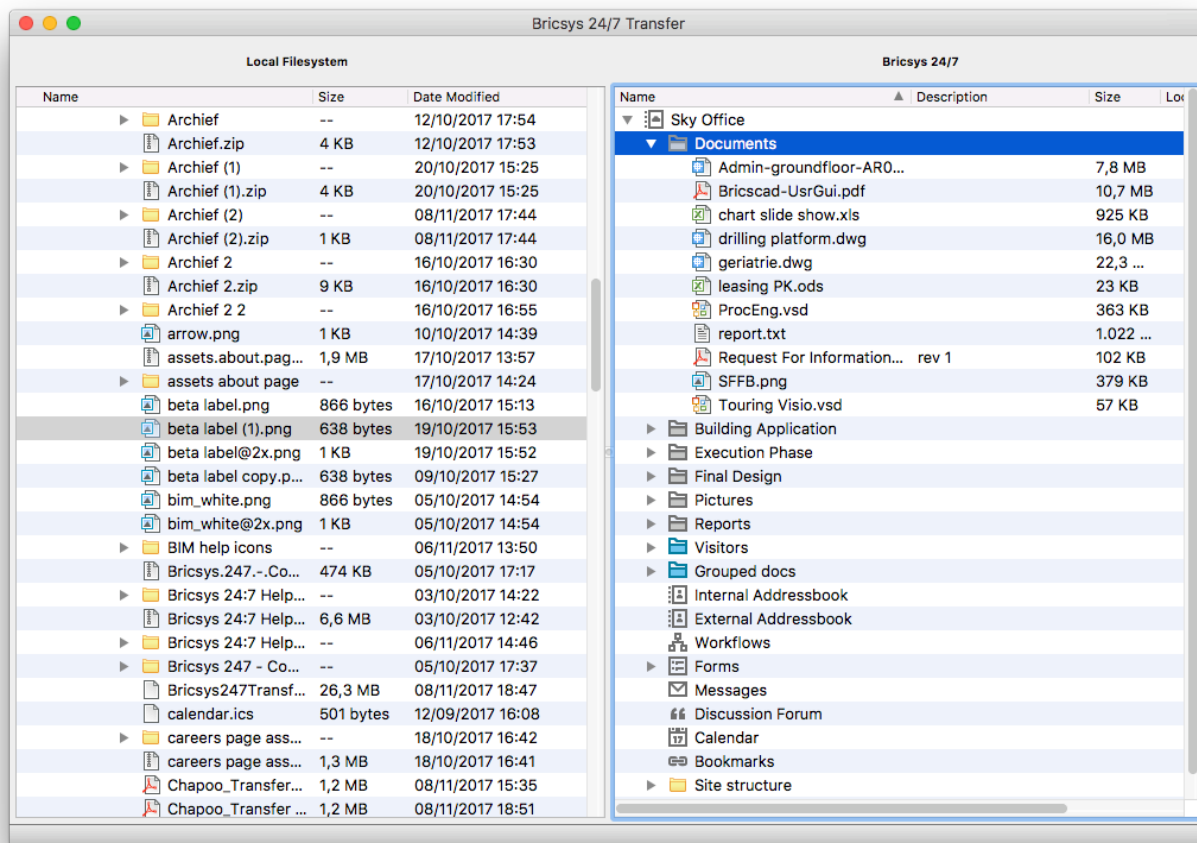 Bricsys 24/7 Transfer
Local Filesystem
Name Size Date Modified
Archief -- 12/10/2017 17:54
Archief.zip 4 KB 12/10/2017 17:53
Archief (1) -- 20/10/2017 15:25
Archief (1).zip 4 KB 20/10/2017 15:25
Archief (2) -- 08/11/2017 17:44
Archief (2).zip 1 KB 08/11/2017 17:44
Archief 2 -- 16/10/2017 16:30
Archief 2.zip 9 KB 16/10/2017 16:30
Archief 2 2 -- 16/10/2017 16:55
arrow.png 1 KB 10/10/2017 14:39
assets.about.pag... 1,9 MB 17/10/2017 13:57
assets about page -- 17/10/2017 14:24
beta label.png 866 bytes 16/10/2017 15:13
beta label (1).png 638 bytes 19/10/2017 15:53
beta label@2x.png 1 KB 19/10/2017 15:52
beta label copy.p... 638 bytes 09/10/2017 15:27
bim_white.png 866 bytes 05/10/2017 14:54
bim_white@2x.png 1 KB 05/10/2017 14:54
BIM help icons -- 06/11/2017 13:50
Bricsys.247.-.Co... 474 KB 05/10/2017 17:17
Bricsys 24:7 Help... -- 03/10/2017 14:22
Bricsys 24:7 Help... 6,6 MB 03/10/2017 12:42
Bricsys 24:7 Help... -- 06/11/2017 14:46
Bricsys 247 - Co... -- 05/10/2017 17:37
Bricsys247Transf... 26,3 MB 08/11/2017 18:47
calendar.ics 501 bytes 12/09/2017 16:08
careers page ass... -- 18/10/2017 16:42
careers page ass... 1,3 MB 18/10/2017 16:41
Chapoo_Transfer... 1,2 MB 08/11/2017 15:35
Chapoo_Transfer ... 1,2 MB 08/11/2017 18:51
Bricsys 24/7
Name Description Size Loc
Sky Office
Documents
Admin-groundfloor-AR0... 7,8 MB
Bricscad-UsrGui.pdf 10,7 MB
chart slide show.xls 925 KB
drilling platform.dwg 16,0 MB
geriatrie.dwg 22,3 ...
leasing PK.ods 23 KB
ProcEng.vsd 363 KB
report.txt 1.022 ...
Request For Information... rev 1 102 KB
SFFB.png 379 KB
Touring Visio.vsd 57 KB
Building Application
Execution Phase
Final Design
Pictures
Reports
Visitors
Grouped docs
Internal Addressbook
External Addressbook
Workflows
Forms
Messages
Discussion Forum
17 Calendar
Bookmarks
Site structure